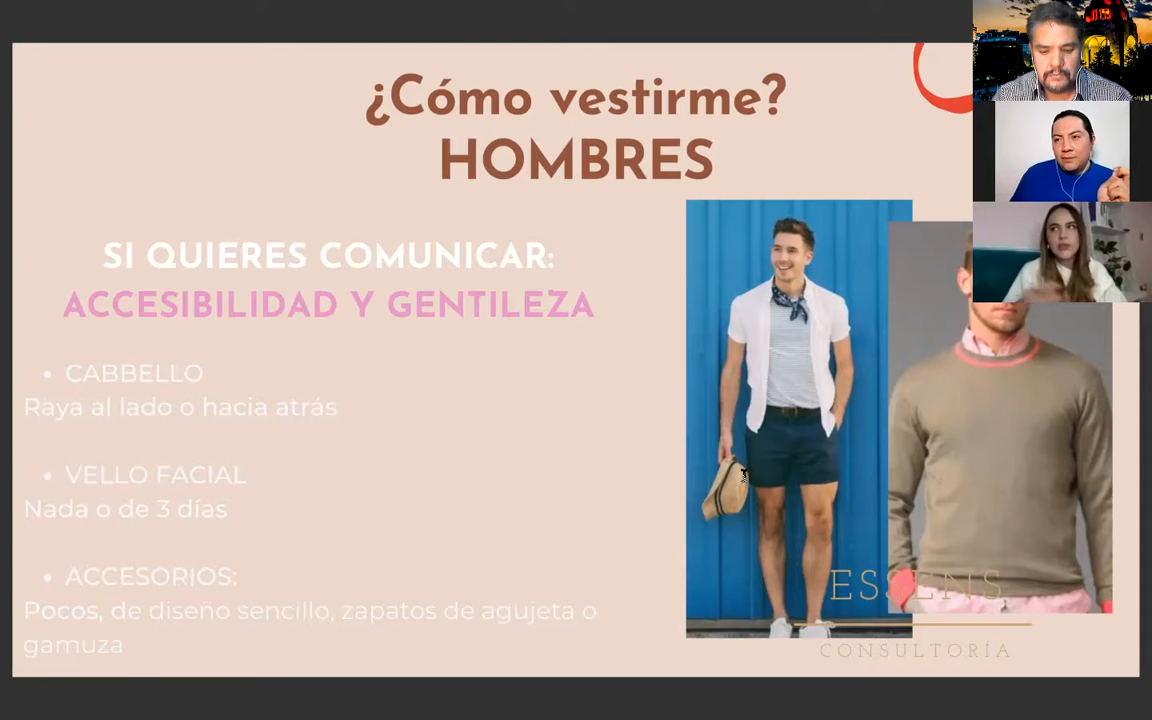 ¿Cómo vestirme?
HOMBRES
SI QUIERES COMUNICAR:
ACCESIBILIDAD Y GENTILEZA
• CABBELLO
Raya al lado o hacia atrás
• VELLO FACIAL
Nada o de 3 días
• ACCESORIOS:
Pocos, de diseño sencillo, zapatos de agujeta o
gamuza
ESSENS
CONSULTORÍA